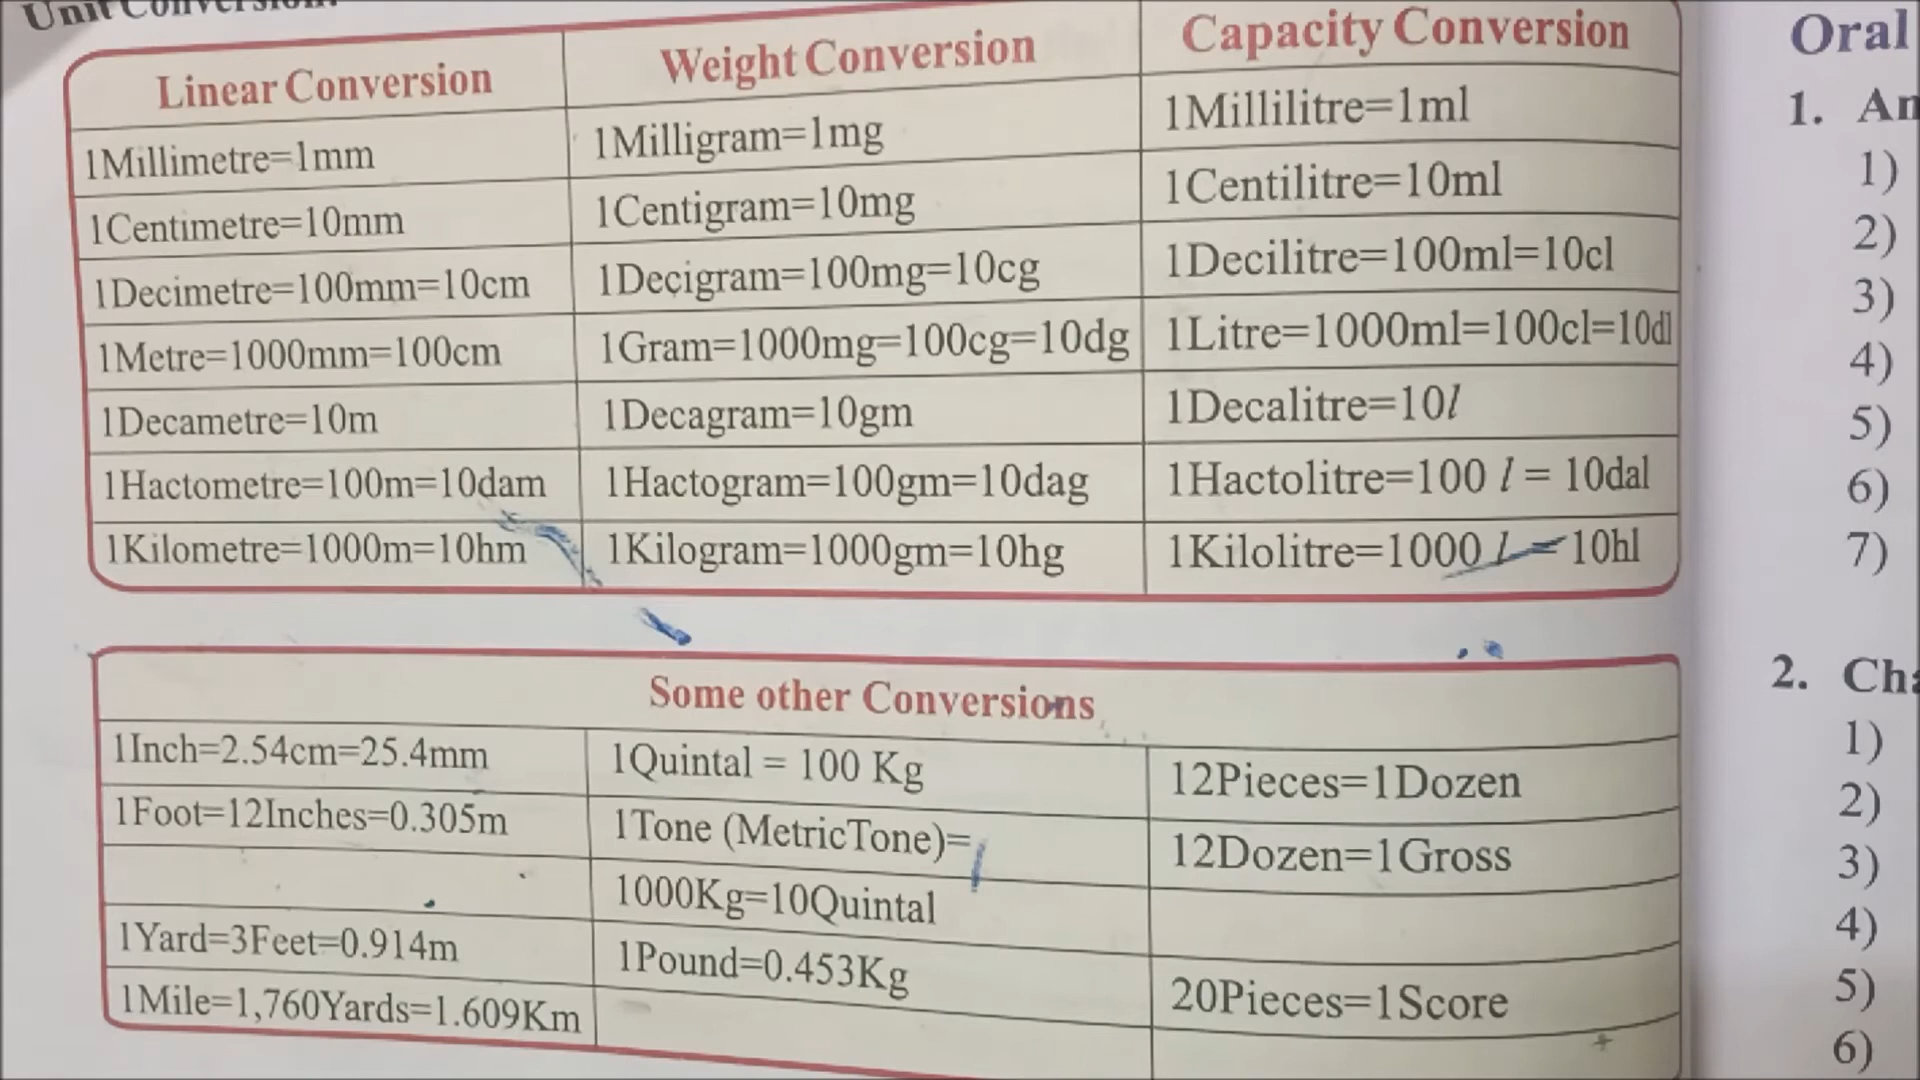 Unit Conversion:
Linear Conversion Weight Conversion Capacity Conversion
1Millimetre=1mm 1Milligram=1mg 1Millilitre=1ml
1Centimetre=10mm 1Centigram=10mg 1Centilitre=10ml
1Decimetre=100mm=10cm 1Decigram=100mg=10cg 1Decilitre=100ml=10cl
1Metre=1000mm=100cm 1Gram=1000mg=100cg=10dg 1Litre=1000ml=100cl=10dl
1Decametre=10m 1Decagram=10gm 1Decalitre=10l
1Hactometre=100m=10dam 1Hactogram=100gm=10dag 1Hactolitre=100 l = 10dal
1Kilometre=1000m=10hm 1Kilogram=1000gm=10hg 1Kilolitre=1000 l = 10hl
Some other Conversions
1Inch=2.54cm=25.4mm 1Quintal = 100 Kg 12Pieces=1Dozen
1Foot=12Inches=0.305m 1Tone (MetricTone)= 12Dozen=1Gross
1000Kg=10Quintal
1Yard=3Feet=0.914m 1Pound=0.453Kg 20Pieces=1Score
1Mile=1,760Yards=1.609Km
Oral
1.
1)
2)
3)
4)
5)
6)
7)
2.
1)
2)
3)
4)
5)
6)